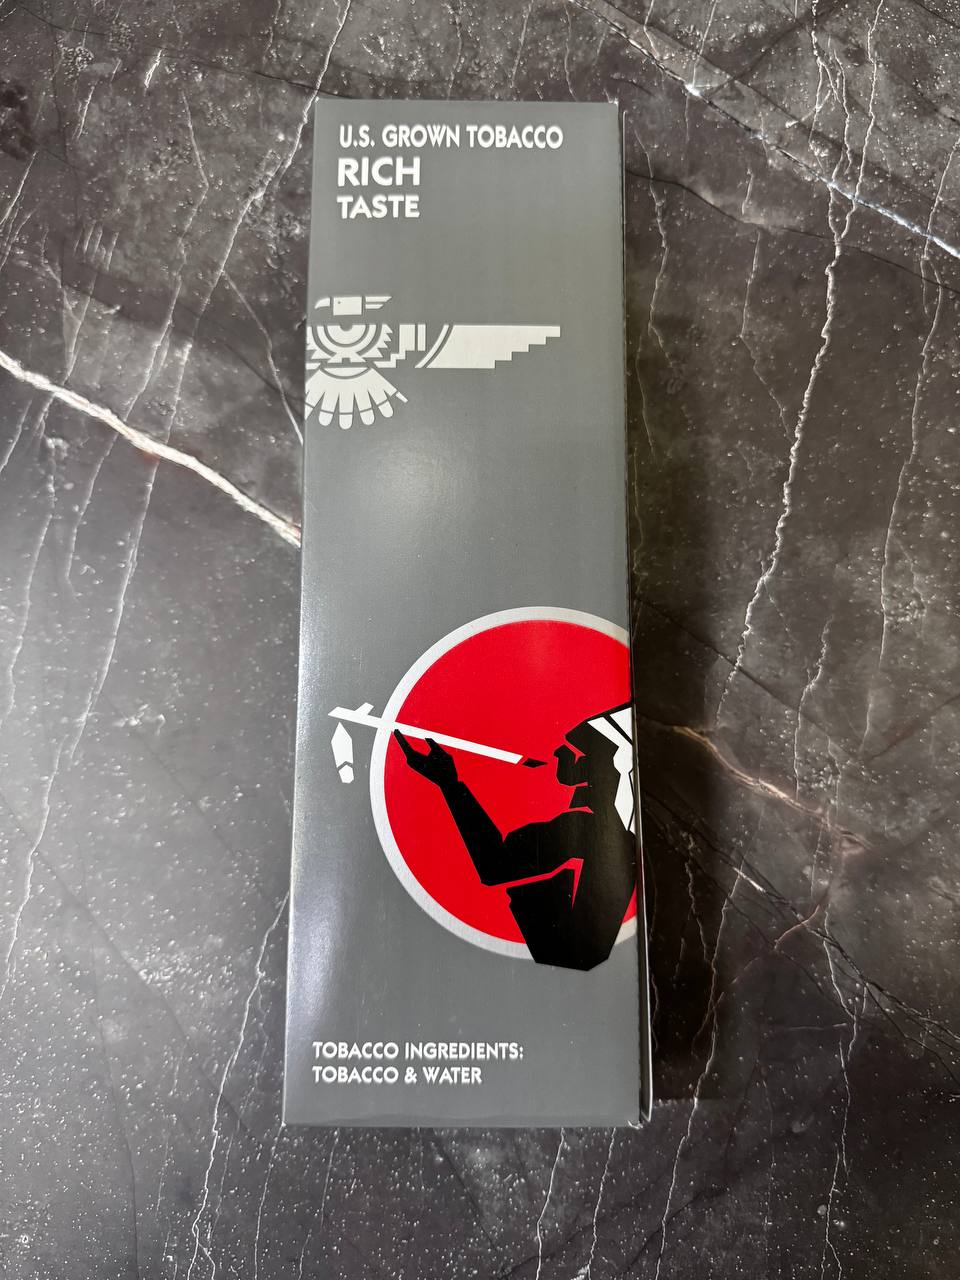 U.S. GROWN TOBACCO
RICH
TASTE
TOBACCO INGREDIENTS:
TOBACCO & WATER